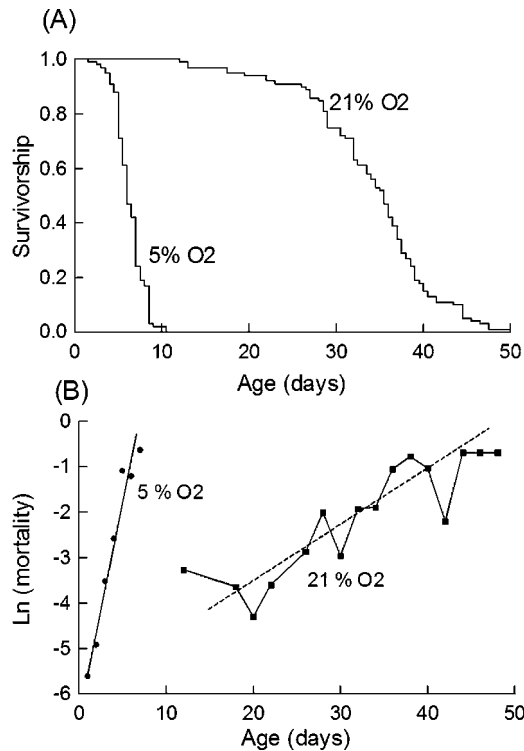 (A)
1.0
0.8
0.6
0.4
0.2
0.0
Survivorship
21% O2
5% O2
0 10 20 30 40 50
Age (days)
(B)
-0
-1
-2
-3
-4
-5
-6
Ln (mortality)
5 % O2
21 % O2
0 10 20 30 40 50
Age (days)